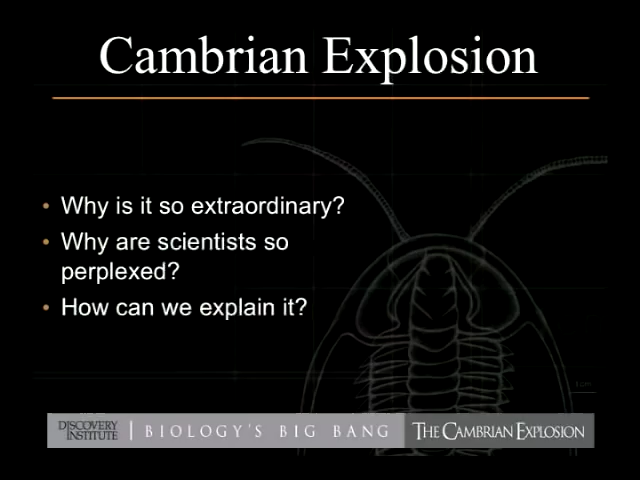 Cambrian Explosion
• Why is it so extraordinary?
• Why are scientists so
perplexed?
• How can we explain it?
DISCOVERY
INSTITUTE | BIOLOGY'S BIG BANG THE CAMBRIAN EXPLOSION